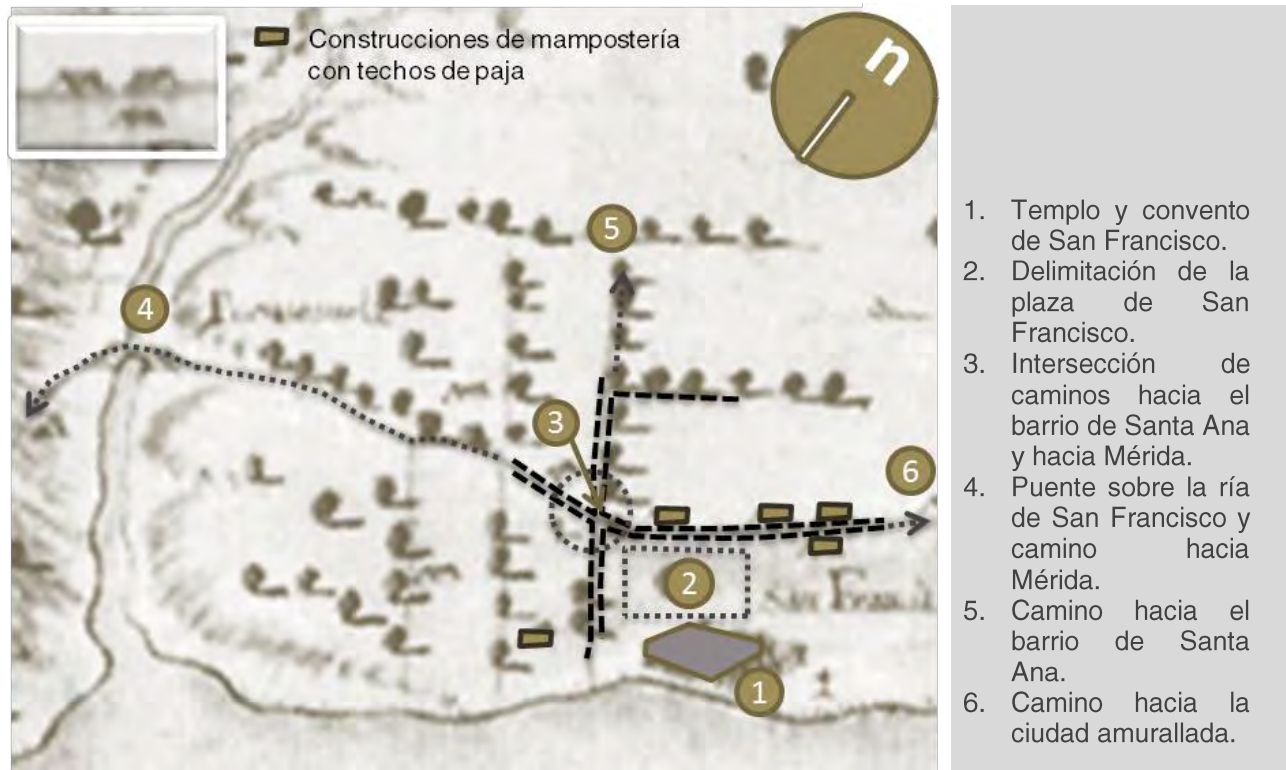 Construcciones de mampostería
con techos de paja
n
5
4
3
6
2
San Franci
1
1. Templo y convento
de San Francisco.
2. Delimitación de la
plaza de San
Francisco.
3. Intersección de
caminos hacia el
barrio de Santa Ana
y hacia Mérida.
4. Puente sobre la ría
de San Francisco y
camino hacia
Mérida.
5. Camino hacia el
barrio de Santa
Ana.
6. Camino hacia la
ciudad amurallada.